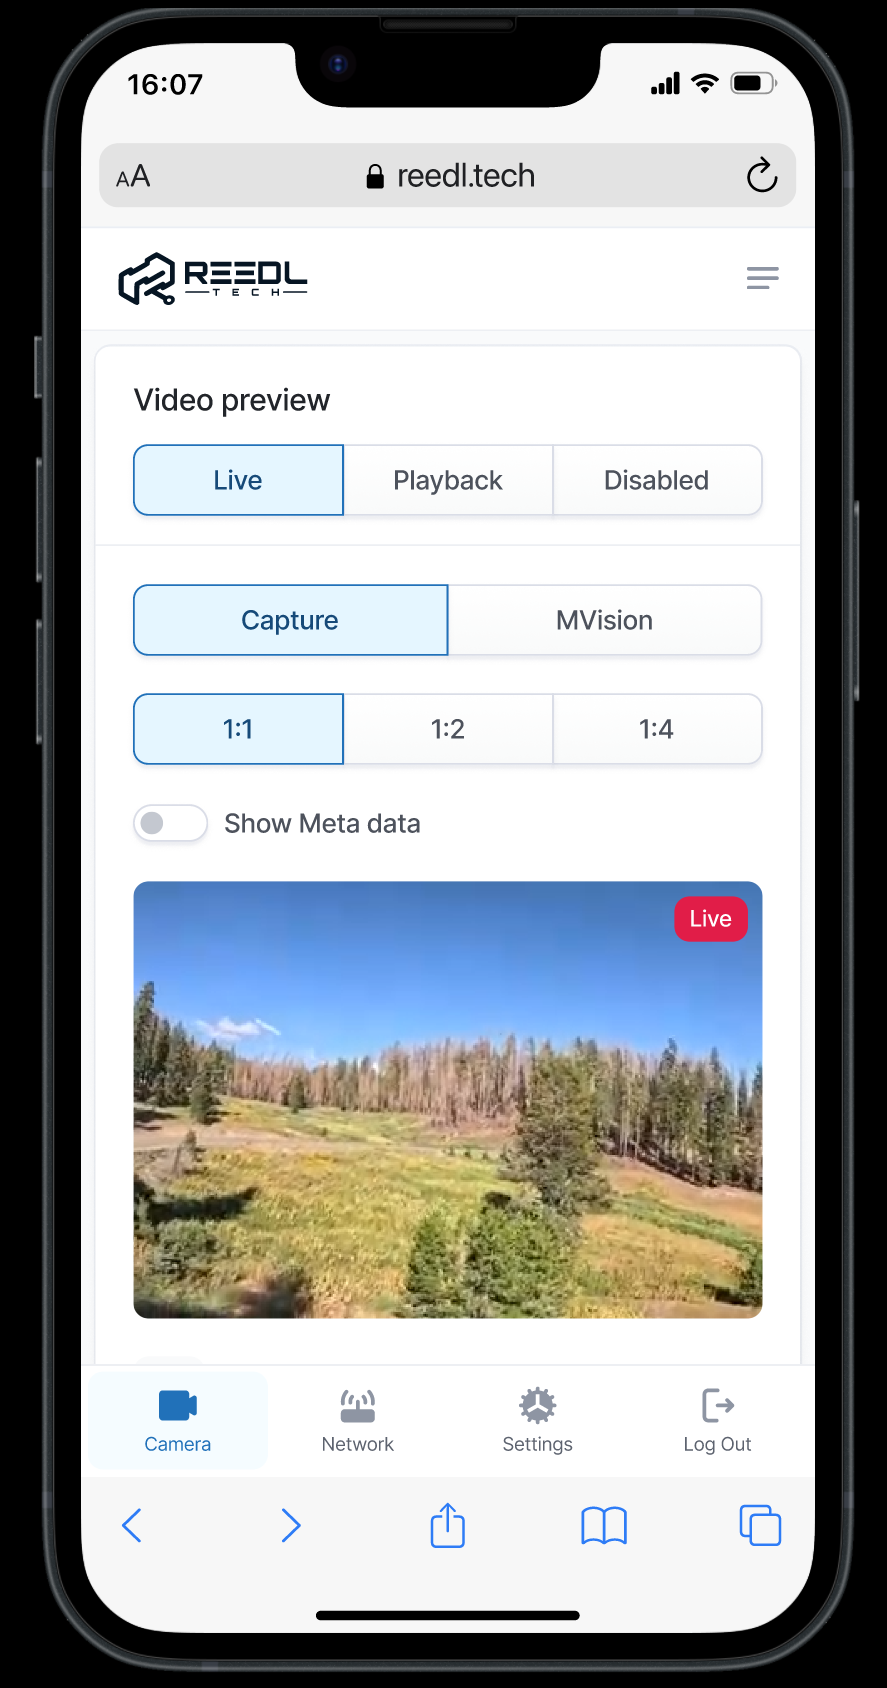 16:07
AA reedl.tech
REEDL
TECH
Video preview
Live Playback Disabled
Capture MVision
1:1 1:2 1:4
Show Meta data
Live
Camera Network Settings Log Out